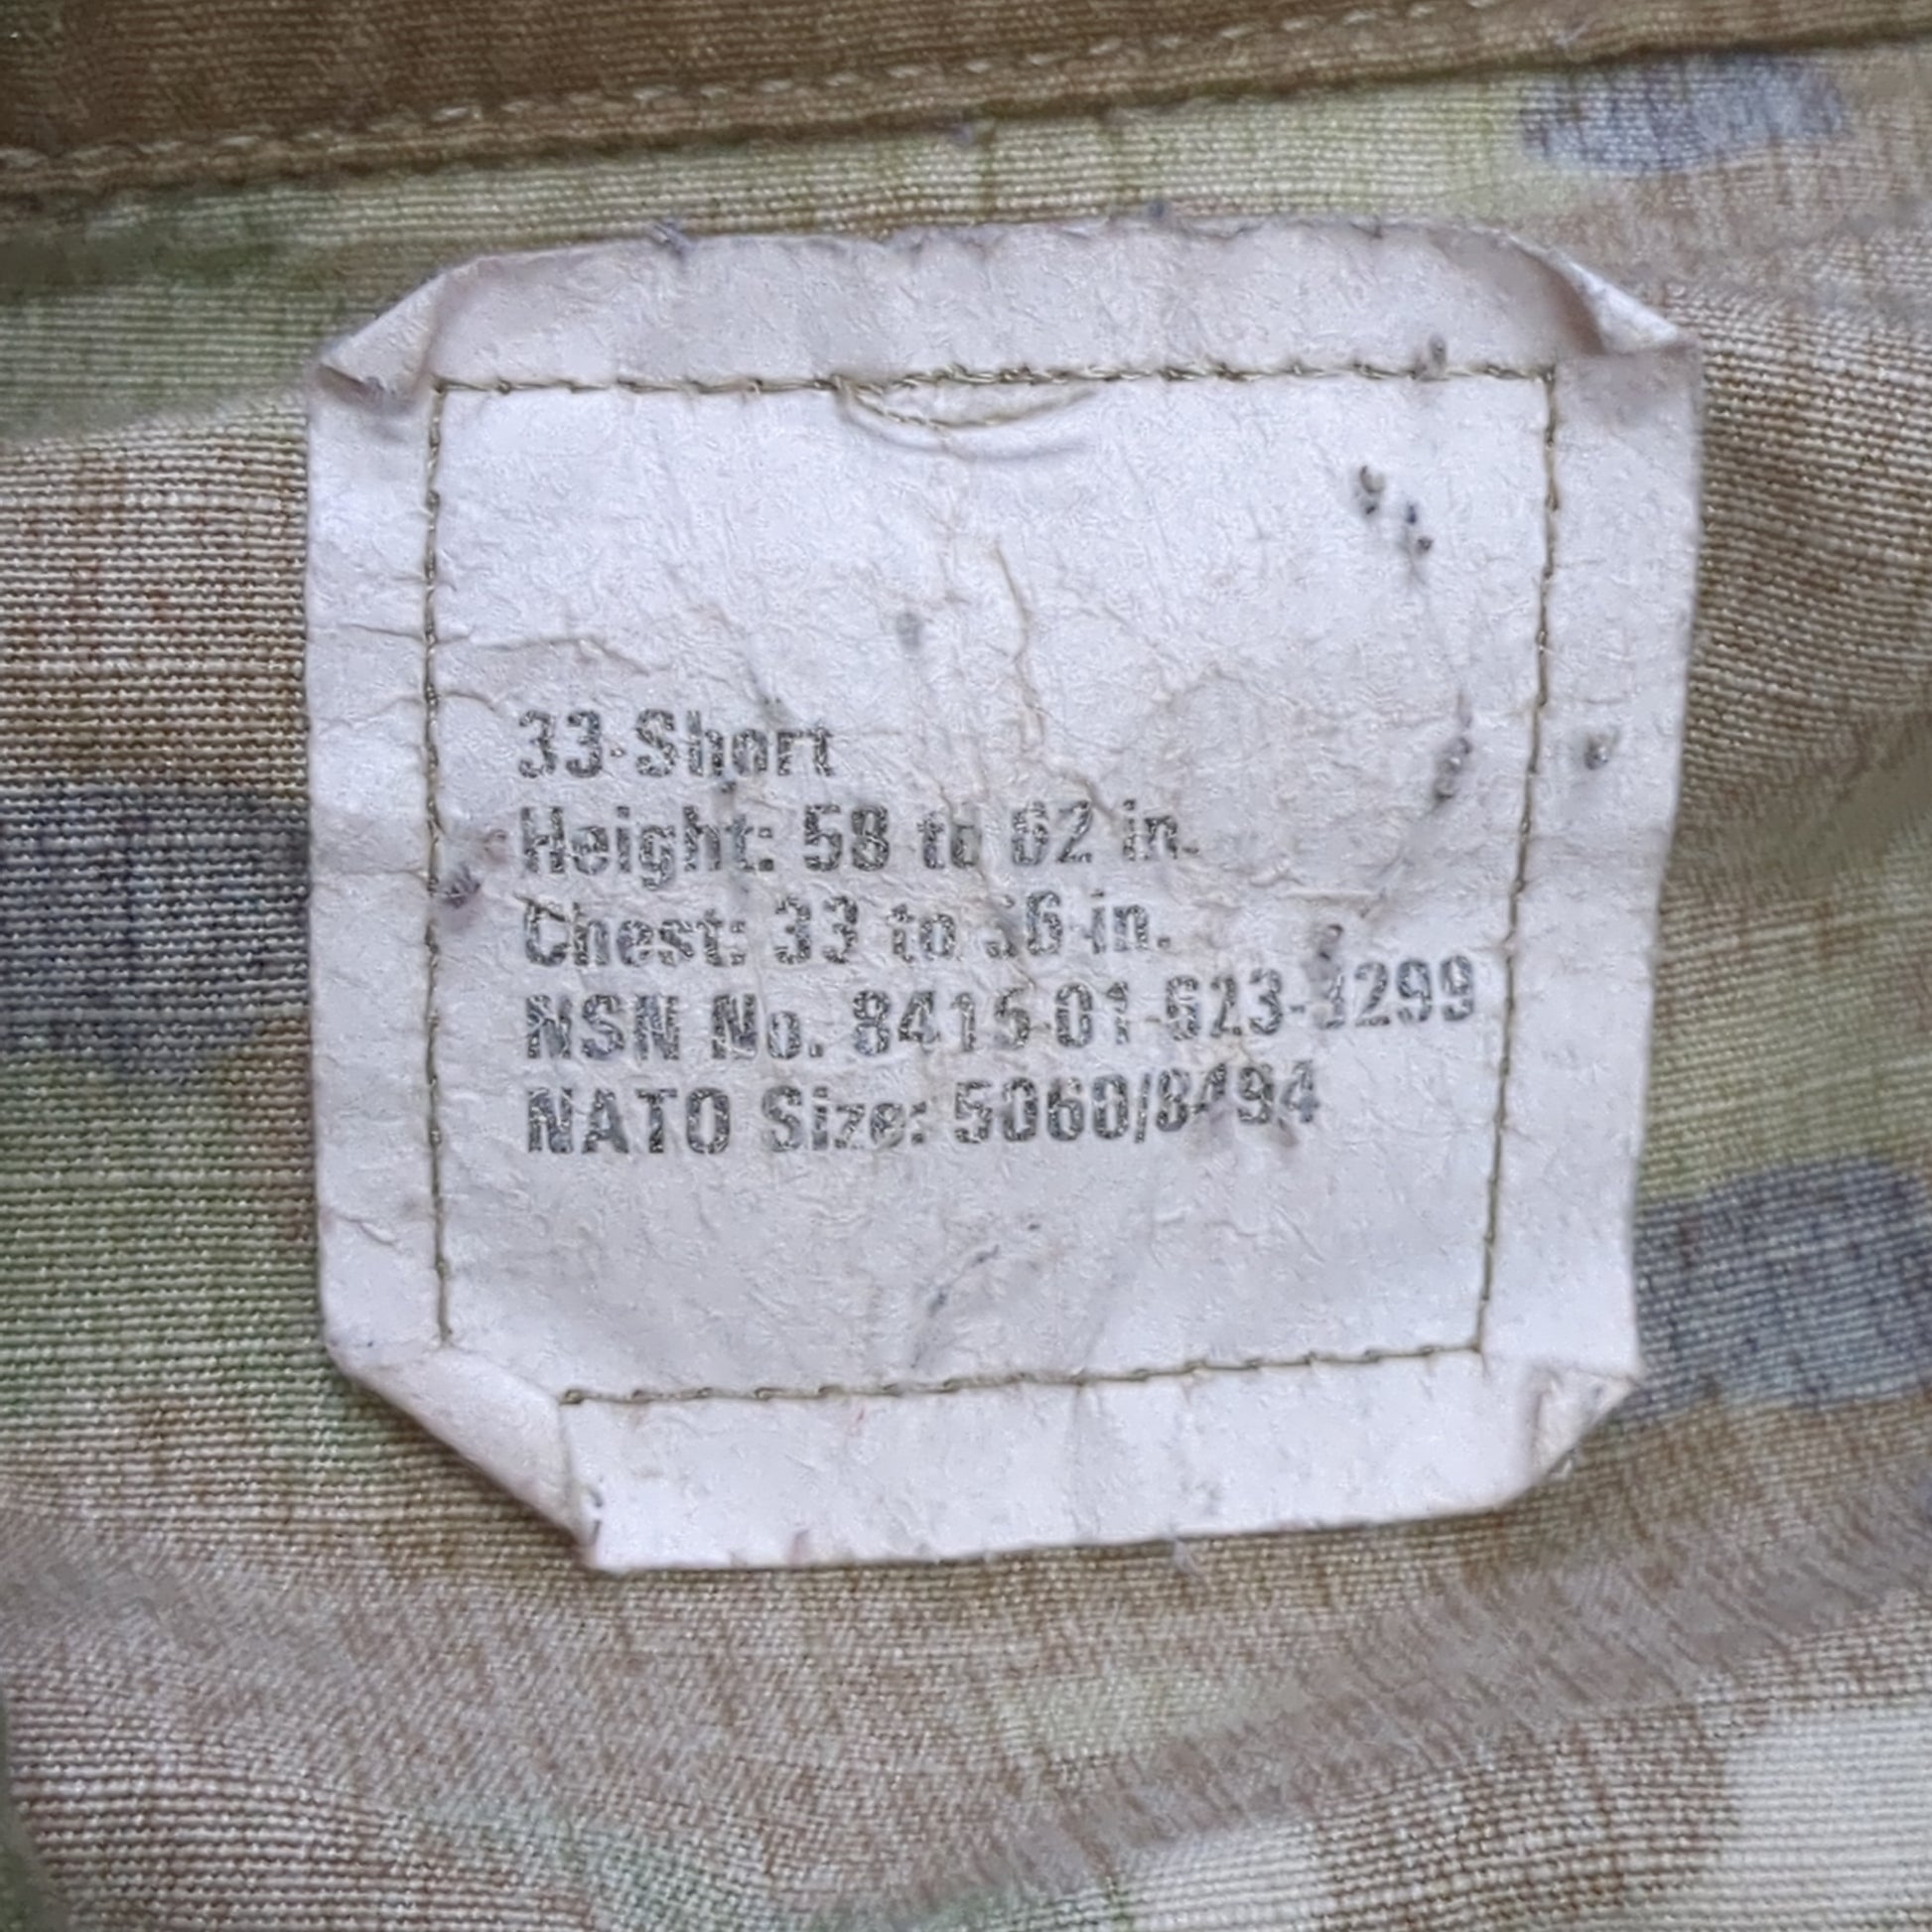 33-Short
Height: 58 to 62 in.
Chest: 33 to 36 in.
NSN No. 8415-01-623-3299
NATO Size: 5060/8494